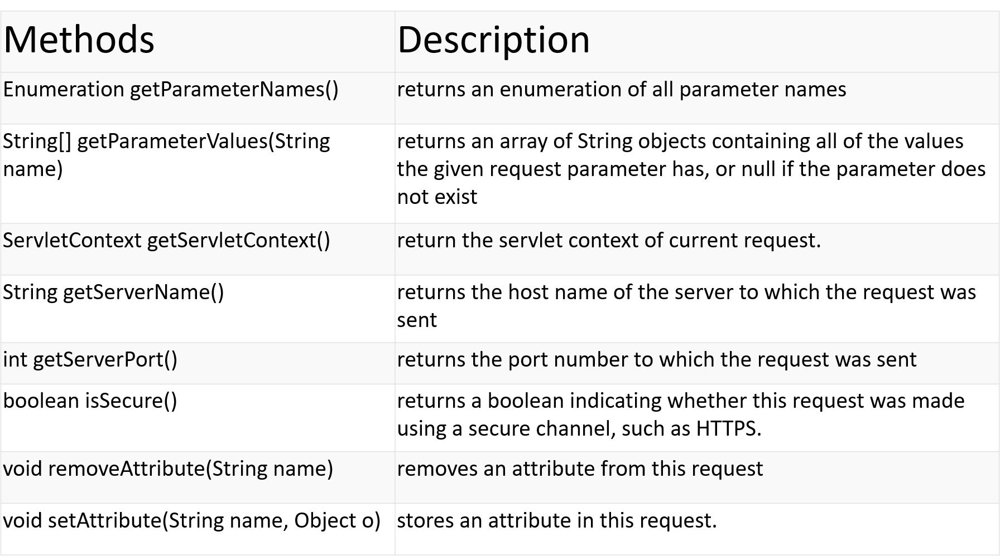 Methods
Description
Enumeration getParameterNames()
returns an enumeration of all parameter names
String[] getParameterValues(String
name)
returns an array of String objects containing all of the values
the given request parameter has, or null if the parameter does
not exist
ServletContext getServletContext()
return the servlet context of current request.
String getServerName()
returns the host name of the server to which the request was
sent
int getServerPort()
returns the port number to which the request was sent
boolean isSecure()
returns a boolean indicating whether this request was made
using a secure channel, such as HTTPS.
void removeAttribute(String name)
removes an attribute from this request
void setAttribute(String name, Object o)
stores an attribute in this request.